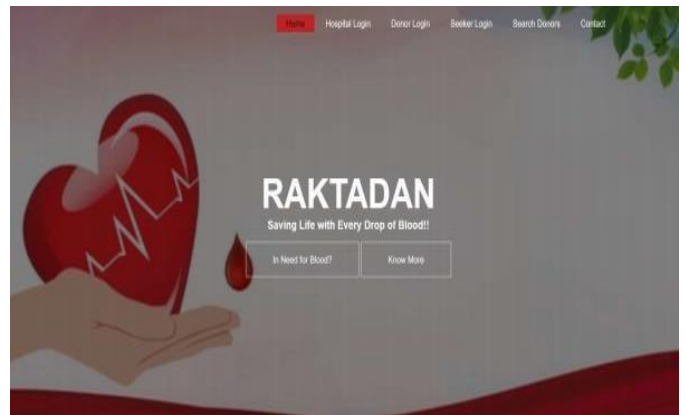 Home Hospital Login Donor Login Seeker Login Search Donors Contact
RAKTADAN
Saving Life with Every Drop of Blood!!
In Need for Blood? Know More